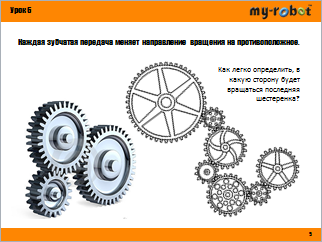 Урок 6
my-robot™
Каждая зубчатая передача меняет направление вращения на противоположное.
Как легко определить, в
какую сторону будет
вращаться последняя
шестеренка?
5